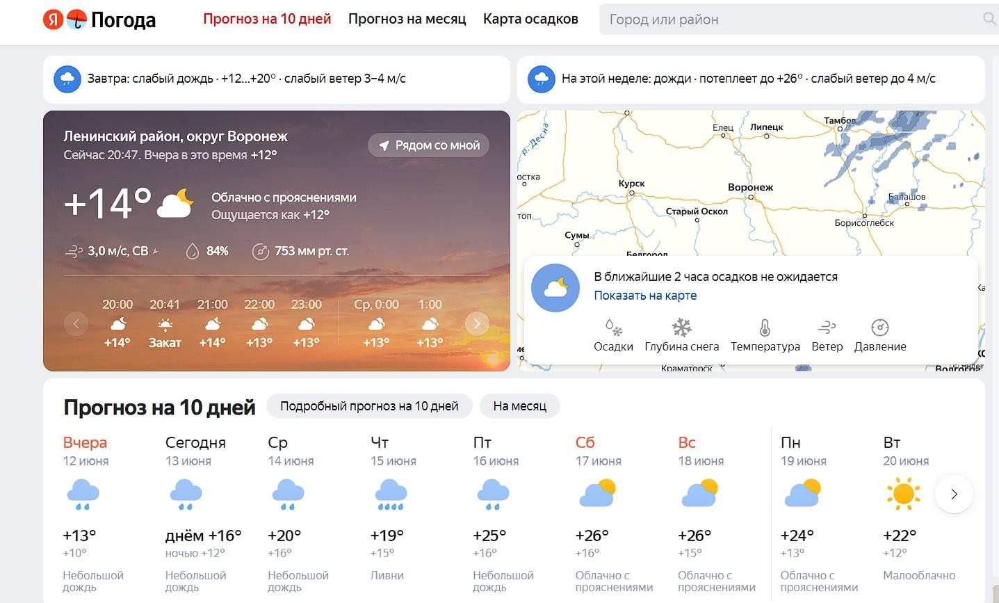 Я Погода
Прогноз на 10 дней
Прогноз на месяц
Карта осадков
Город или район
Завтра: слабый дождь · +12...+20° · слабый ветер 3–4 м/с
На этой неделе: дожди · потеплеет до +26° · слабый ветер до 4 м/с
Ленинский район, округ Воронеж
Сейчас 20:47. Вчера в это время +12°
Рядом со мной
+14°
Облачно с прояснениями
Ощущается как +12°
3,0 м/с, СВ
84%
753 мм рт. ст.
20:00 20:41 21:00 22:00 23:00 Ср, 0:00 1:00
+14° Закат +14° +13° +13° +13° +13°
р. Десна
Елец
Липецк
Тамбов
остка
Курск
Воронеж
Балашов
топ
Старый Оскол
Борисоглебск
Сумы
Белгород
В ближайшие 2 часа осадков не ожидается
Показать на карте
Осадки Глубина снега Температура Ветер Давление
Краматорск
Прогноз на 10 дней
Подробный прогноз на 10 дней
На месяц
Вчера Сегодня Ср Чт Пт Сб Вс Пн Вт
12 июня 13 июня 14 июня 15 июня 16 июня 17 июня 18 июня 19 июня 20 июня
+13° днём +16° +20° +19° +25° +26° +26° +24° +22°
+10° ночью +12° +16° +15° +16° +16° +15° +13° +12°
Небольшой Небольшой Небольшой Ливни Небольшой Облачно с Облачно с Облачно с Малооблачно
дождь дождь дождь дождь прояснениями прояснениями прояснениями